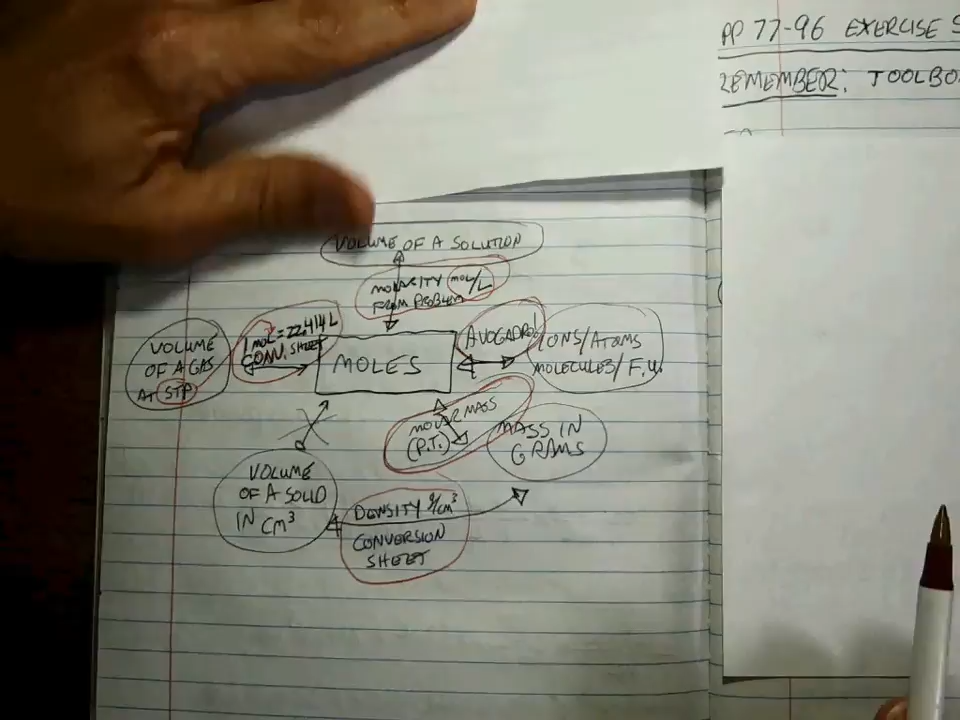 PP 77-96 EXERCISE S
REMEMBER: TOOLBO
VOLUME OF A SOLUTION
MOLARITY mol/L
FROM PROBLEM
1 mol = 22.414 L
CONV. SHEET
VOLUME
OF A GAS
AT STP
MOLES
AVOGADRO
IONS/ATOMS
MOLECULES/F.U.
MOLAR MASS
(P.T.)
MASS IN
GRAMS
VOLUME
OF A SOLID
IN cm³
DENSITY g/cm³
CONVERSION
SHEET